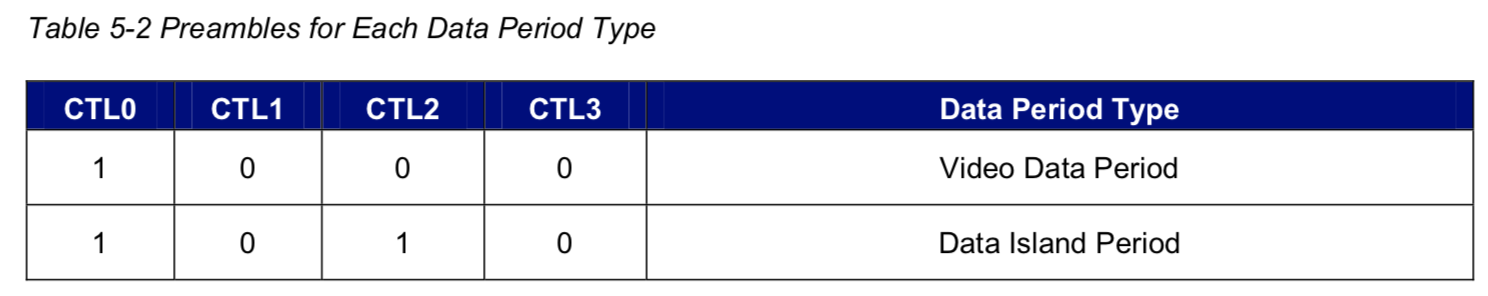 Table 5-2 Preambles for Each Data Period Type
CTL0 CTL1 CTL2 CTL3 Data Period Type
1 0 0 0 Video Data Period
1 0 1 0 Data Island Period